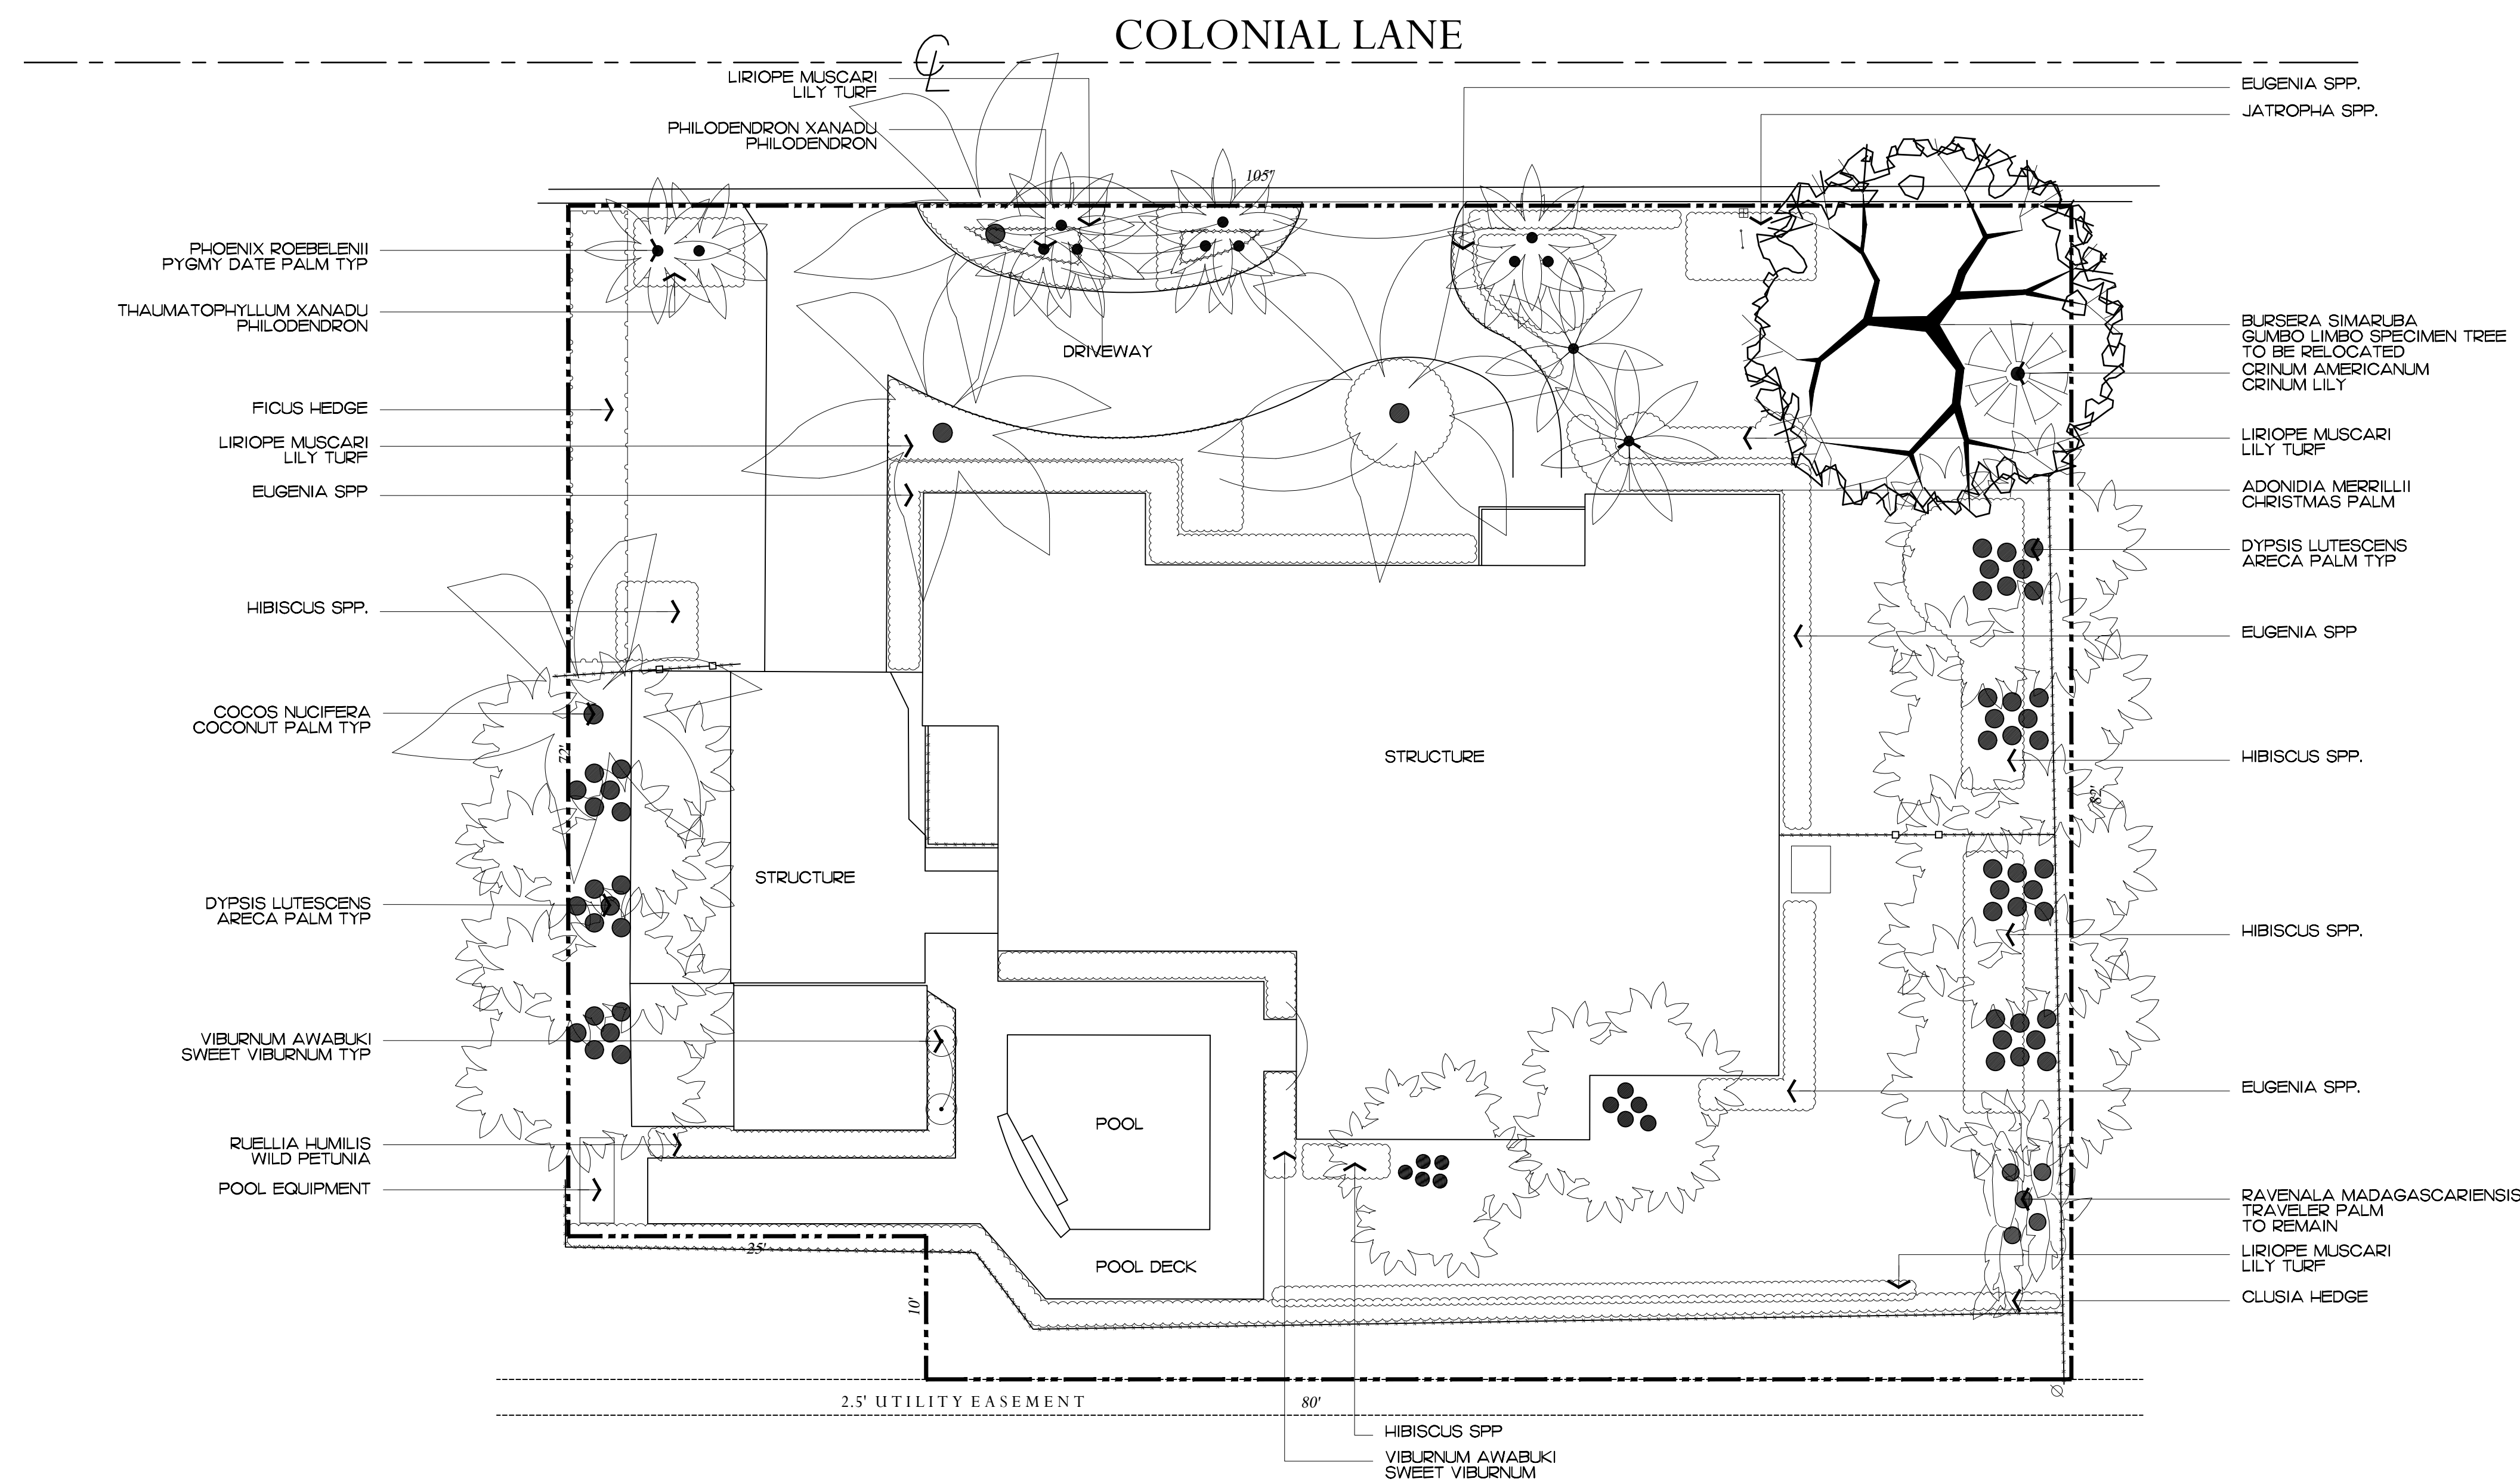 COLONIAL LANE
CL
LIRIOPE MUSCARI
LILY TURF
PHILODENDRON XANADU
PHILODENDRON
EUGENIA SPP.
JATROPHA SPP.
105'
PHOENIX ROEBELENII
PYGMY DATE PALM TYP
THAUMATOPHYLLUM XANADU
PHILODENDRON
FICUS HEDGE
LIRIOPE MUSCARI
LILY TURF
EUGENIA SPP
HIBISCUS SPP.
COCOS NUCIFERA
COCONUT PALM TYP
72'
DYPSIS LUTESCENS
ARECA PALM TYP
VIBURNUM AWABUKI
SWEET VIBURNUM TYP
RUELLIA HUMILIS
WILD PETUNIA
POOL EQUIPMENT
DRIVEWAY
STRUCTURE
STRUCTURE
POOL
POOL DECK
25'
10'
BURSERA SIMARUBA
GUMBO LIMBO SPECIMEN TREE
TO BE RELOCATED
CRINUM AMERICANUM
CRINUM LILY
LIRIOPE MUSCARI
LILY TURF
ADONIDIA MERRILLII
CHRISTMAS PALM
DYPSIS LUTESCENS
ARECA PALM TYP
EUGENIA SPP
HIBISCUS SPP.
82'
HIBISCUS SPP.
EUGENIA SPP.
RAVENALA MADAGASCARIENSIS
TRAVELER PALM
TO REMAIN
LIRIOPE MUSCARI
LILY TURF
CLUSIA HEDGE
2.5' UTILITY EASEMENT
80'
HIBISCUS SPP
VIBURNUM AWABUKI
SWEET VIBURNUM